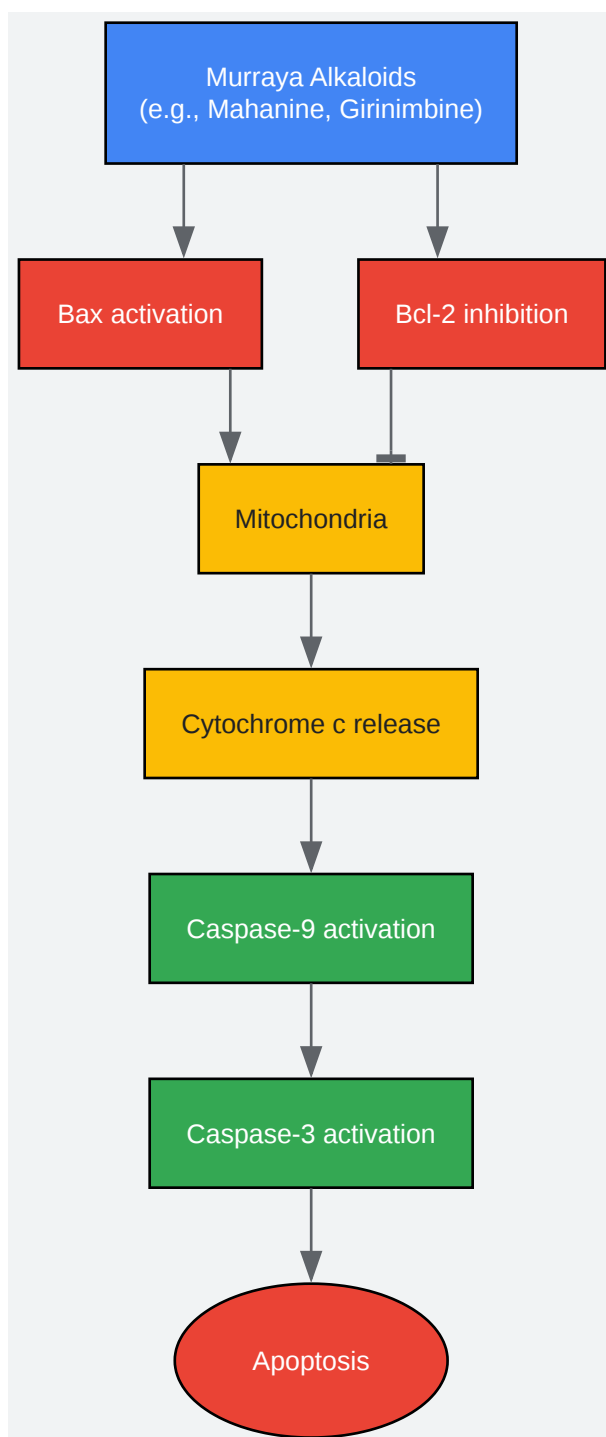 Murraya Alkaloids
(e.g., Mahanine, Girinimbine)
Bax activation
Bcl-2 inhibition
Mitochondria
Cytochrome c release
Caspase-9 activation
Caspase-3 activation
Apoptosis